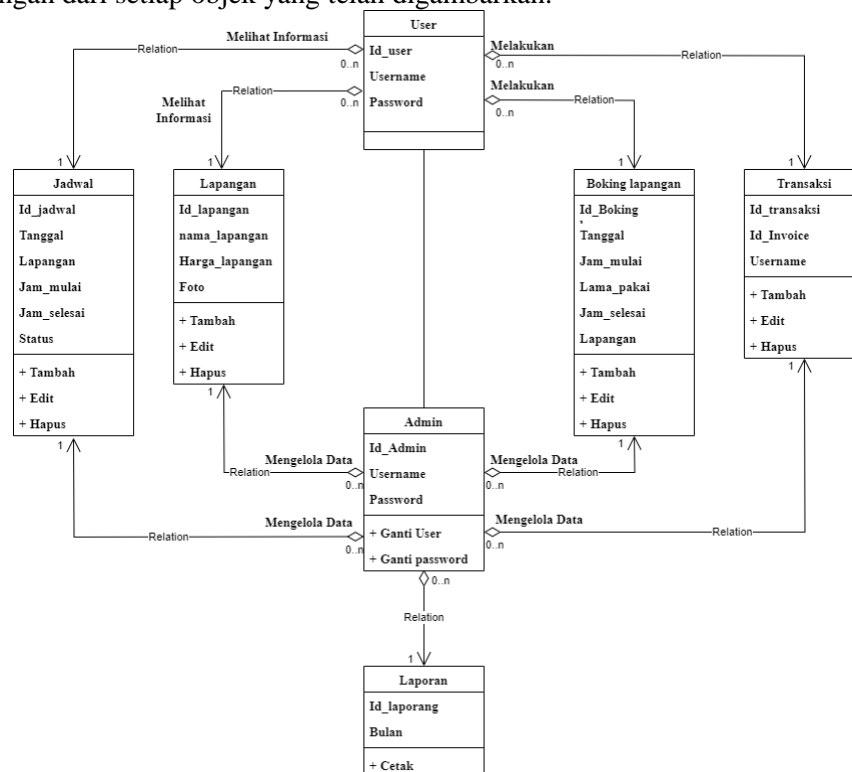 ngan dari setiap objek yang telah digambarkan.
User
Id_user
Username
Password
Melihat Informasi
Relation
0..n
1
Melihat
Informasi
Relation
0..n
1
Melakukan
Relation
0..n
1
Melakukan
Relation
0..n
1
Jadwal
Id_jadwal
Tanggal
Lapangan
Jam_mulai
Jam_selesai
Status
+ Tambah
+ Edit
+ Hapus
Lapangan
Id_lapangan
nama_lapangan
Harga_lapangan
Foto
+ Tambah
+ Edit
+ Hapus
Boking lapangan
Id_Boking
Tanggal
Jam_mulai
Lama_pakai
Jam_selesai
Lapangan
+ Tambah
+ Edit
+ Hapus
Transaksi
Id_transaksi
Id_Invoice
Username
+ Tambah
+ Edit
+ Hapus
Admin
Id_Admin
Username
Password
+ Ganti User
+ Ganti password
1
Mengelola Data
Relation
0..n
1
Mengelola Data
Relation
0..n
1
Mengelola Data
Relation
0..n
1
Mengelola Data
Relation
0..n
0..n
Relation
1
Laporan
Id_laporang
Bulan
+ Cetak